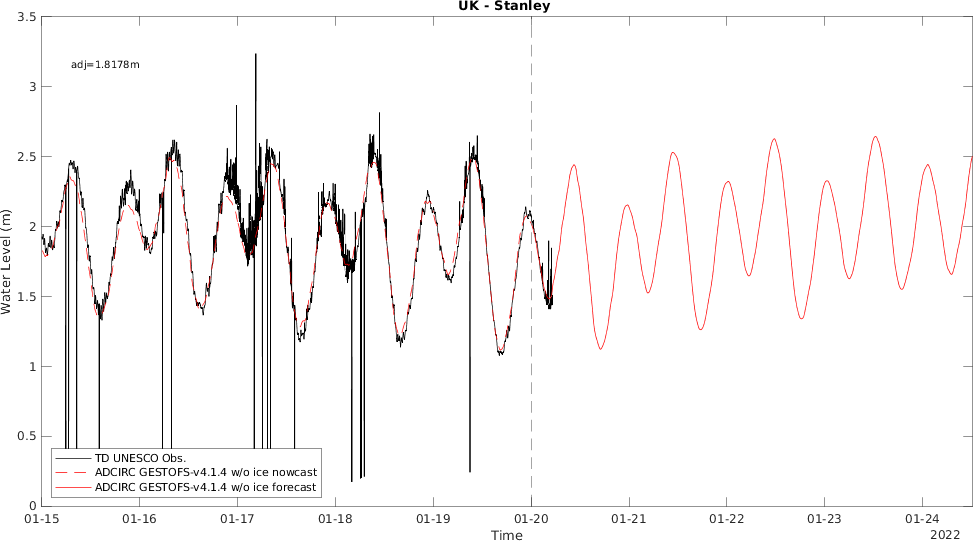 UK - Stanley
adj=1.8178m
Water Level (m)
3.5
3
2.5
2
1.5
1
0.5
0
TD UNESCO Obs.
ADCIRC GESTOFS-v4.1.4 w/o ice nowcast
ADCIRC GESTOFS-v4.1.4 w/o ice forecast
01-15 01-16 01-17 01-18 01-19 01-20 01-21 01-22 01-23 01-24
Time
2022